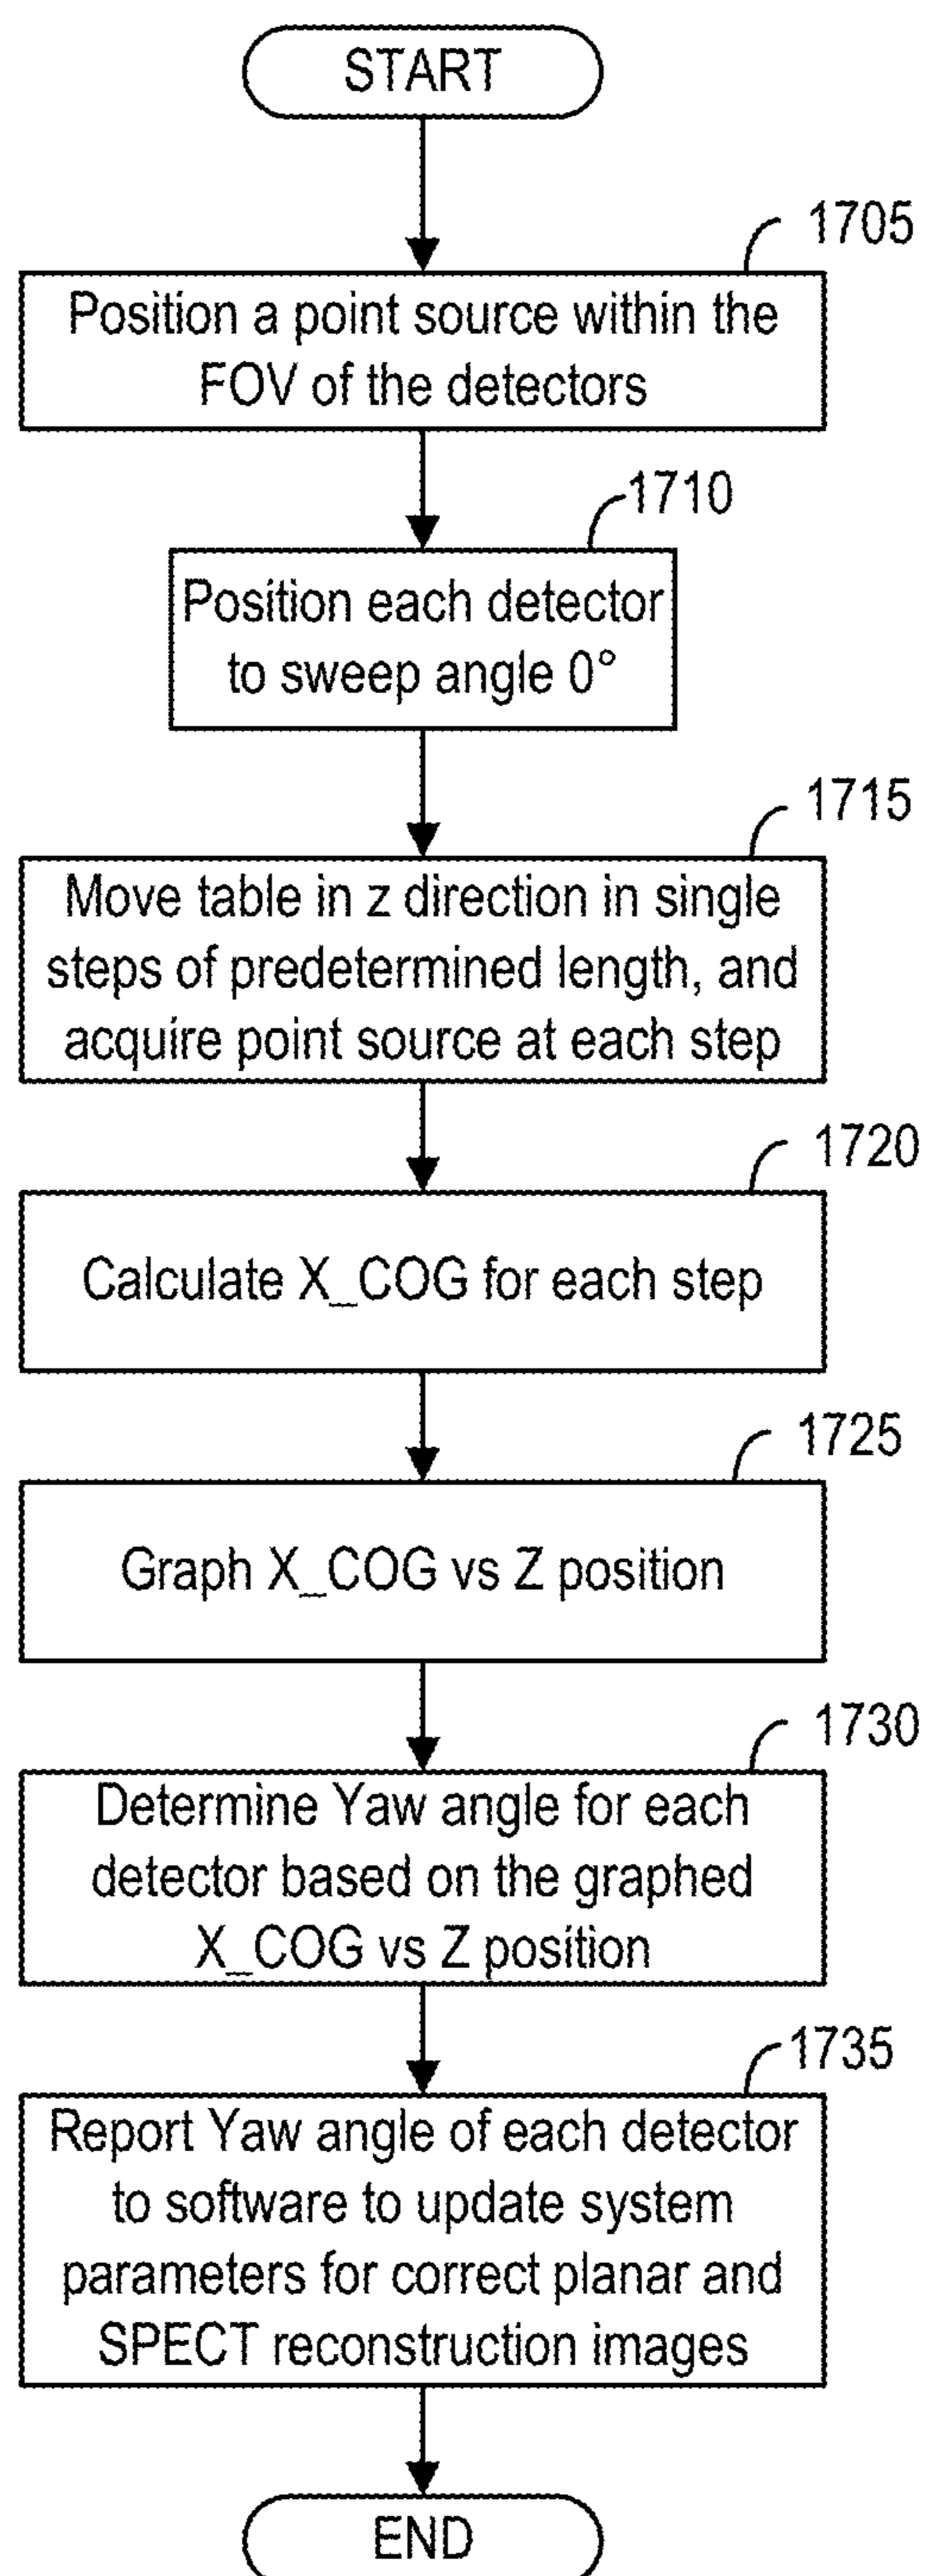 START
1705
Position a point source within the
FOV of the detectors
1710
Position each detector
to sweep angle 0°
1715
Move table in z direction in single
steps of predetermined length, and
acquire point source at each step
1720
Calculate X_COG for each step
1725
Graph X_COG vs Z position
1730
Determine Yaw angle for each
detector based on the graphed
X_COG vs Z position
1735
Report Yaw angle of each detector
to software to update system
parameters for correct planar and
SPECT reconstruction images
END